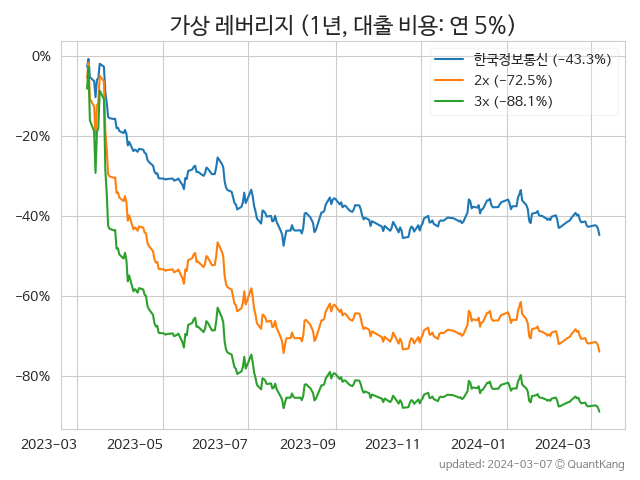 가상 레버리지 (1년, 대출 비용: 연 5%)
한국정보통신 (−43.3%)
2x (−72.5%)
3x (−88.1%)
0%
−20%
−40%
−60%
−80%
2023-03 2023-05 2023-07 2023-09 2023-11 2024-01 2024-03
updated: 2024-03-07 © QuantKang